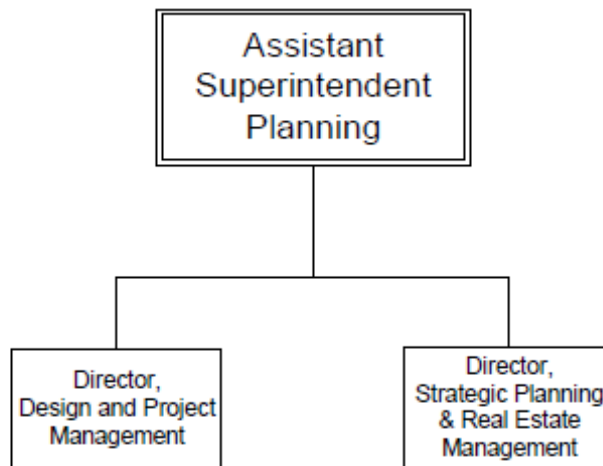 Assistant
Superintendent
Planning
Director,
Design and Project
Management
Director,
Strategic Planning
& Real Estate
Management